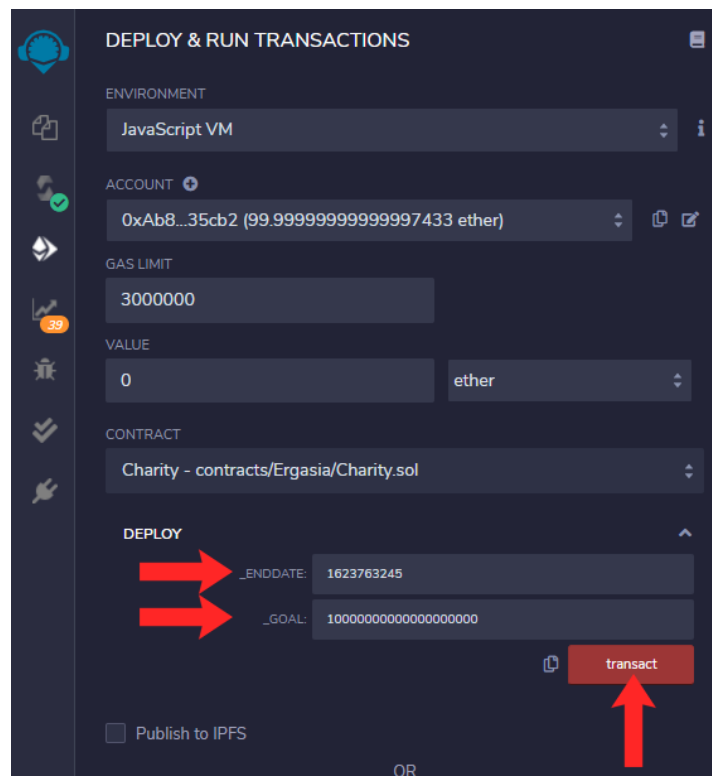 DEPLOY & RUN TRANSACTIONS
ENVIRONMENT
JavaScript VM
ACCOUNT
0xAb8...35cb2 (99.99999999999997433 ether)
GAS LIMIT
3000000
39
VALUE
0
ether
CONTRACT
Charity - contracts/Ergasia/Charity.sol
DEPLOY
_ENDDATE: 1623763245
_GOAL: 10000000000000000000
transact
Publish to IPFS
OR